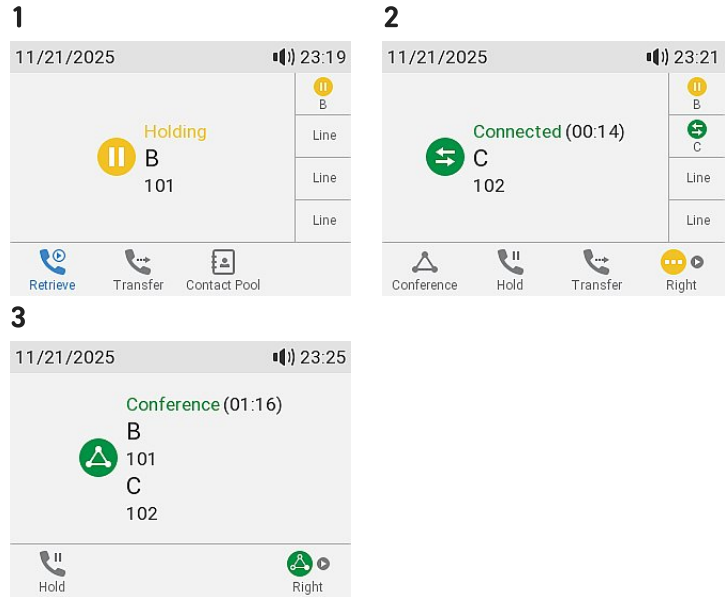 1
11/21/2025 23:19
Holding
B
101
B
Line
Line
Line
Retrieve Transfer Contact Pool
2
11/21/2025 23:21
Connected (00:14)
C
102
B
C
Line
Line
Conference Hold Transfer Right
3
11/21/2025 23:25
Conference (01:16)
B
101
C
102
Hold Right